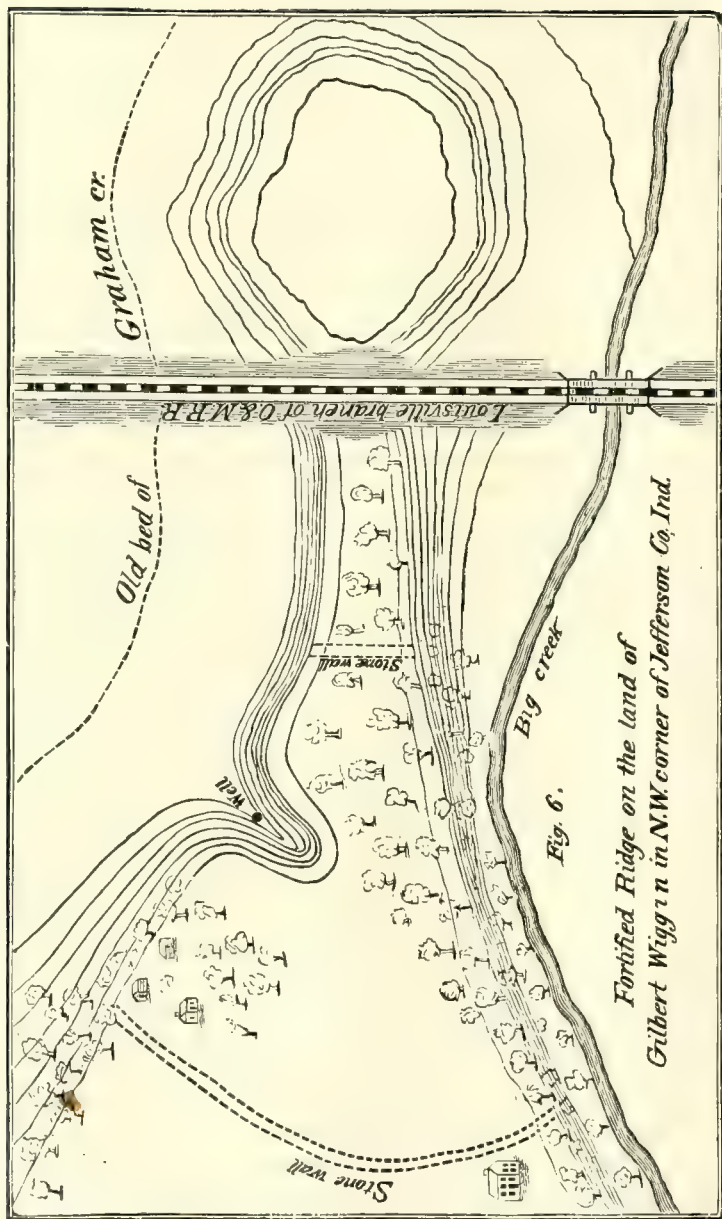 Graham cr.
Old bed of
Louisville branch of O & M. R R.
Stone wall
Well
Big creek
Stone wall
Fig. 6.
Fortified Ridge on the land of
Gilbert Wiggin in N.W. corner of Jefferson Co, Ind.